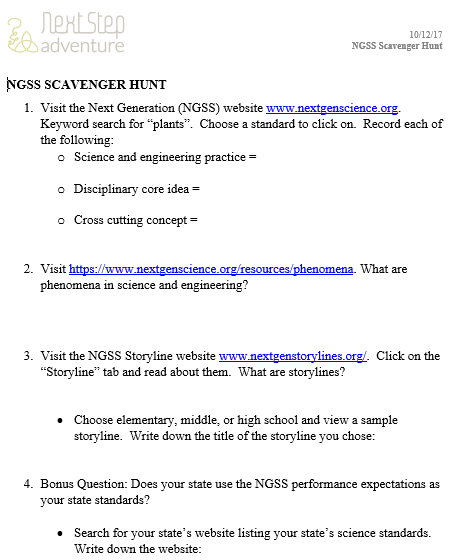 NextStep
adventure
10/12/17
NGSS Scavenger Hunt
NGSS SCAVENGER HUNT
1. Visit the Next Generation (NGSS) website www.nextgenscience.org.
Keyword search for “plants”. Choose a standard to click on. Record each of
the following:
o Science and engineering practice =
o Disciplinary core idea =
o Cross cutting concept =
2. Visit https://www.nextgenscience.org/resources/phenomena. What are
phenomena in science and engineering?
3. Visit the NGSS Storyline website www.nextgenstorylines.org/. Click on the
“Storyline” tab and read about them. What are storylines?
• Choose elementary, middle, or high school and view a sample
storyline. Write down the title of the storyline you chose:
4. Bonus Question: Does your state use the NGSS performance expectations as
your state standards?
• Search for your state’s website listing your state’s science standards.
Write down the website: